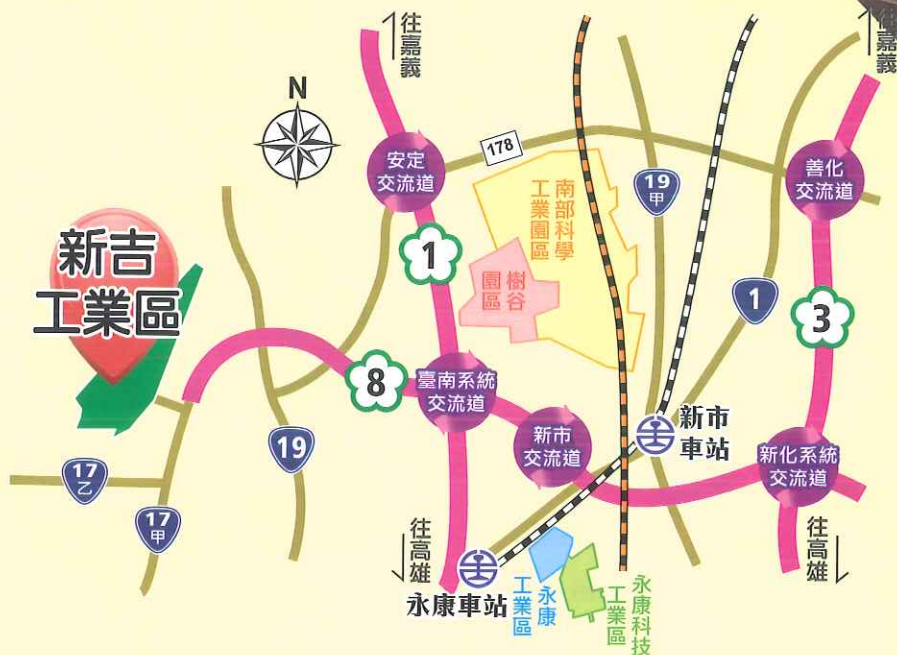 往嘉義
往嘉義
N
安定
交流道
178
善化
交流道
19
甲
南部科學
工業園區
新吉
工業區
1
樹谷
園區
1
3
8
臺南系統
交流道
新市
車站
19
新市
交流道
新化系統
交流道
17
乙
17
甲
往高雄
往高雄
永康車站
永康
工業區
永康科技
工業區